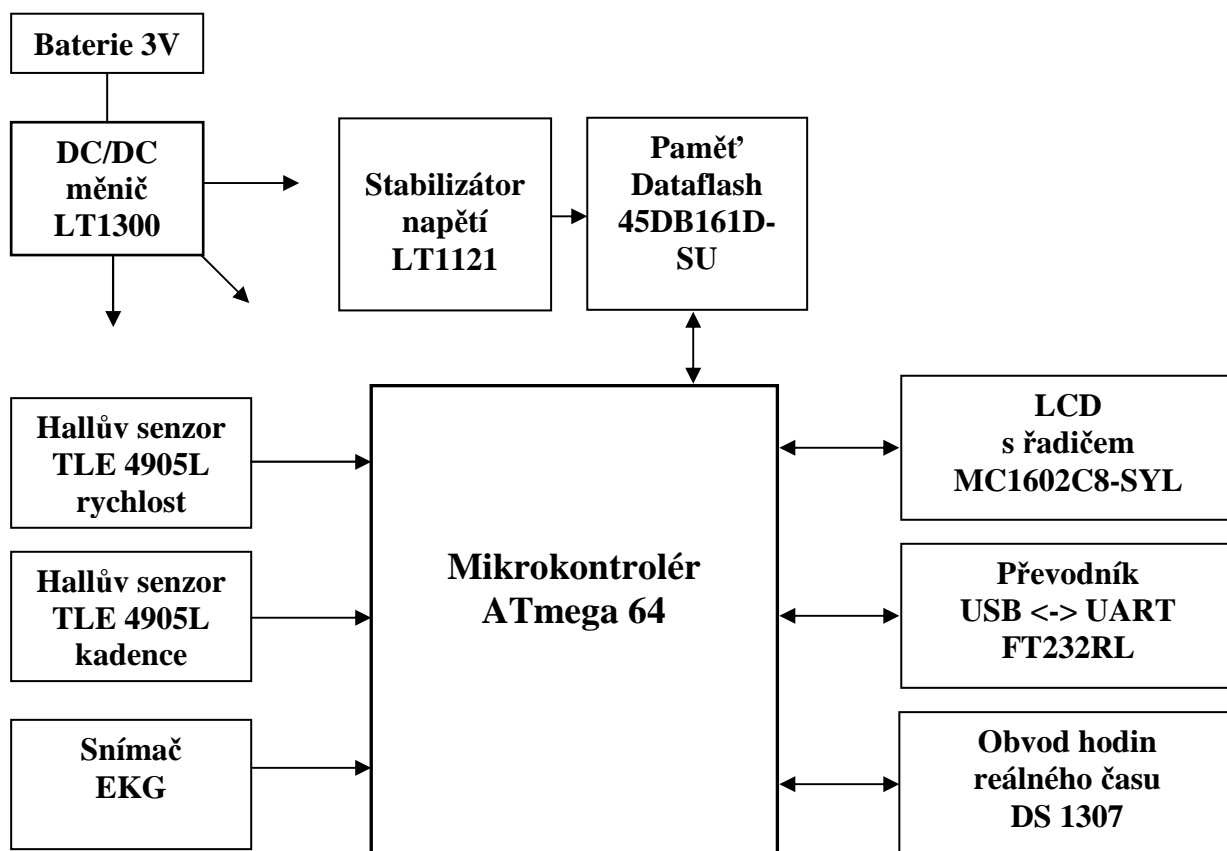 Baterie 3V
DC/DC
měnič
LT1300
Stabilizátor
napětí
LT1121
Paměť
Dataflash
45DB161D-
SU
Hallův senzor
TLE 4905L
rychlost
Hallův senzor
TLE 4905L
kadence
Snímač
EKG
Mikrokontrolér
ATmega 64
LCD
s řadičem
MC1602C8-SYL
Převodník
USB <-> UART
FT232RL
Obvod hodin
reálného času
DS 1307